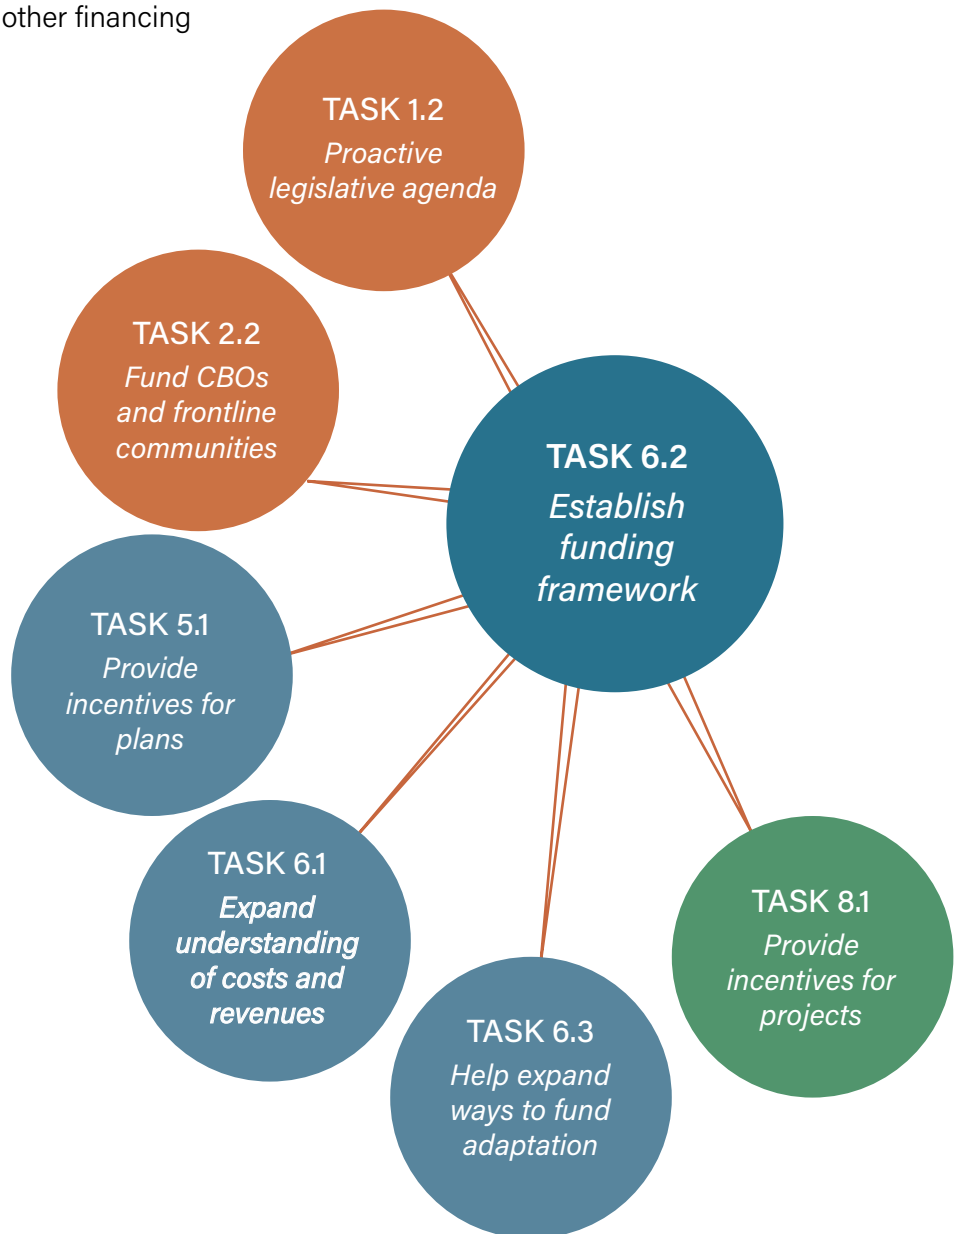 other financing
TASK 1.2
Proactive
legislative agenda
TASK 2.2
Fund CBOs
and frontline
communities
TASK 6.2
Establish
funding
framework
TASK 5.1
Provide
incentives for
plans
TASK 6.1
Expand
understanding
of costs and
revenues
TASK 8.1
Provide
incentives for
projects
TASK 6.3
Help expand
ways to fund
adaptation